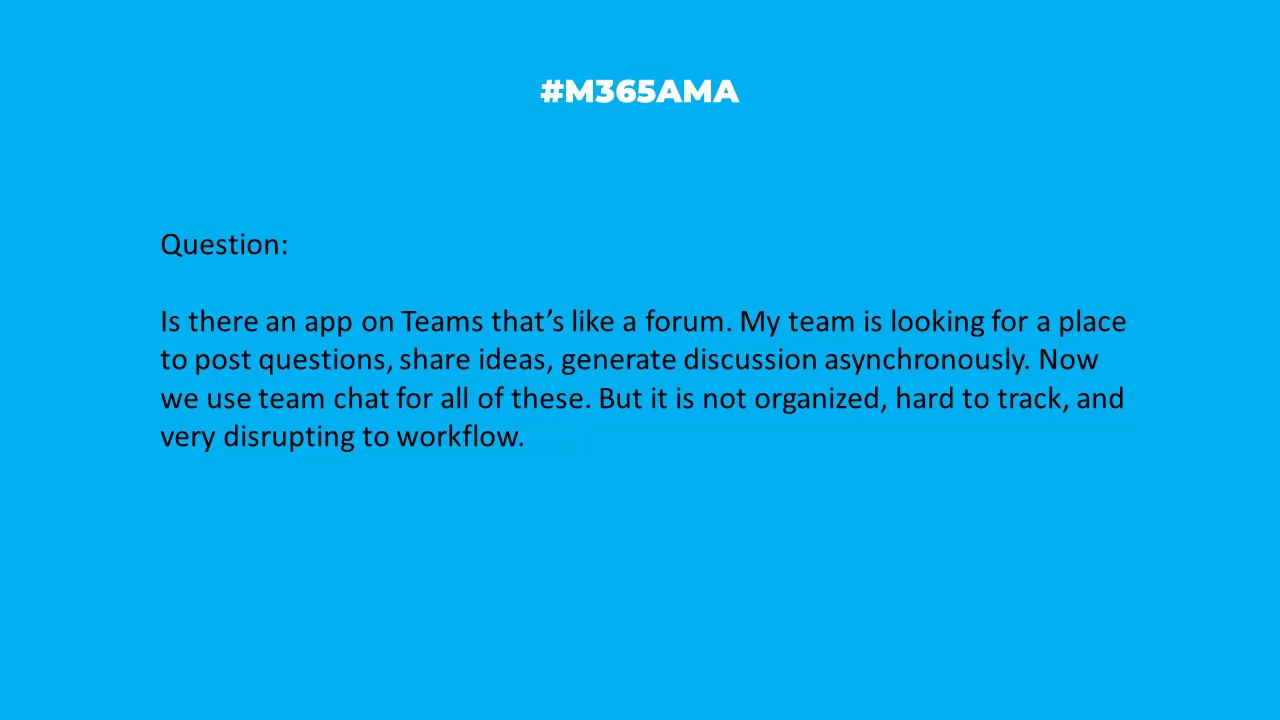 #M365AMA
Question:
Is there an app on Teams that’s like a forum. My team is looking for a place
to post questions, share ideas, generate discussion asynchronously. Now
we use team chat for all of these. But it is not organized, hard to track, and
very disrupting to workflow.